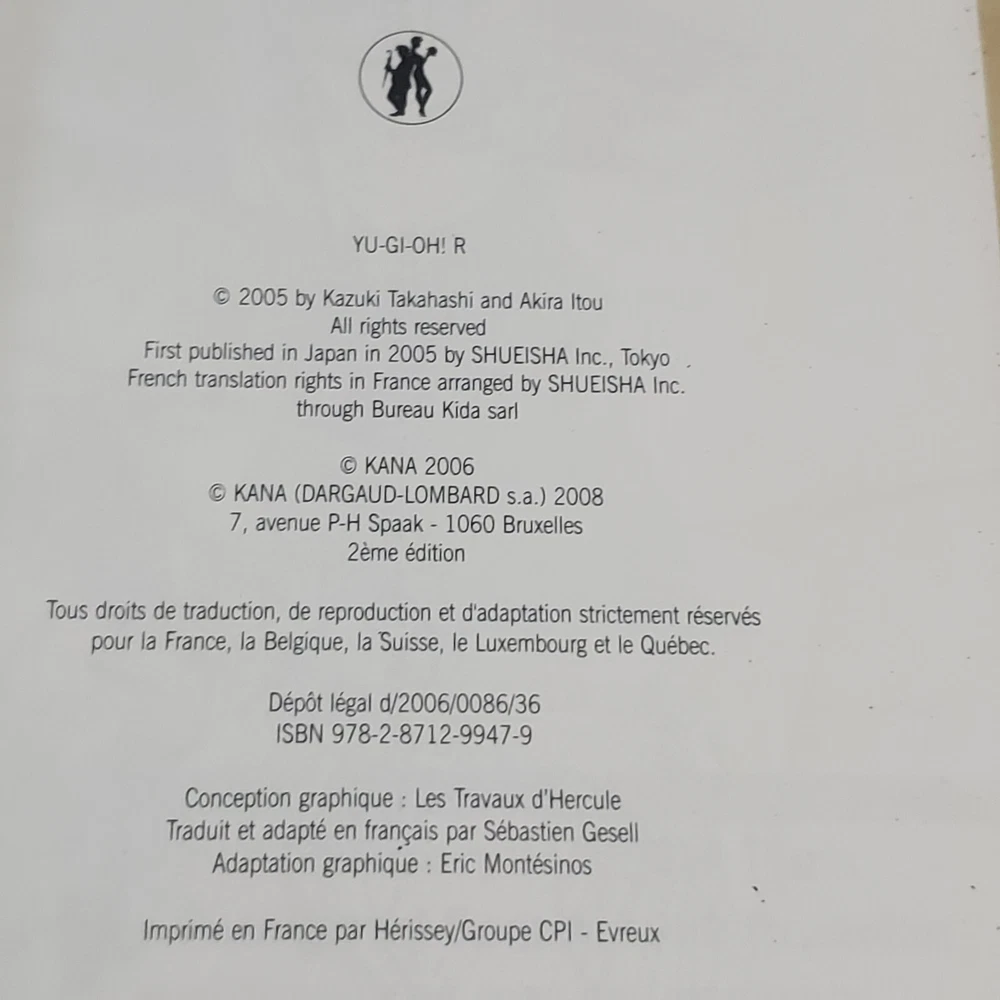 YU-GI-OH! R
© 2005 by Kazuki Takahashi and Akira Itou
All rights reserved
First published in Japan in 2005 by SHUEISHA Inc., Tokyo
French translation rights in France arranged by SHUEISHA Inc.
through Bureau Kida sarl
© KANA 2006
© KANA (DARGAUD-LOMBARD s.a.) 2008
7, avenue P-H Spaak - 1060 Bruxelles
2ème édition
Tous droits de traduction, de reproduction et d'adaptation strictement réservés
pour la France, la Belgique, la Suisse, le Luxembourg et le Québec.
Dépôt légal d/2006/0086/36
ISBN 978-2-8712-9947-9
Conception graphique : Les Travaux d'Hercule
Traduit et adapté en français par Sébastien Gesell
Adaptation graphique : Eric Montésinos
Imprimé en France par Hérissey/Groupe CPI - Evreux